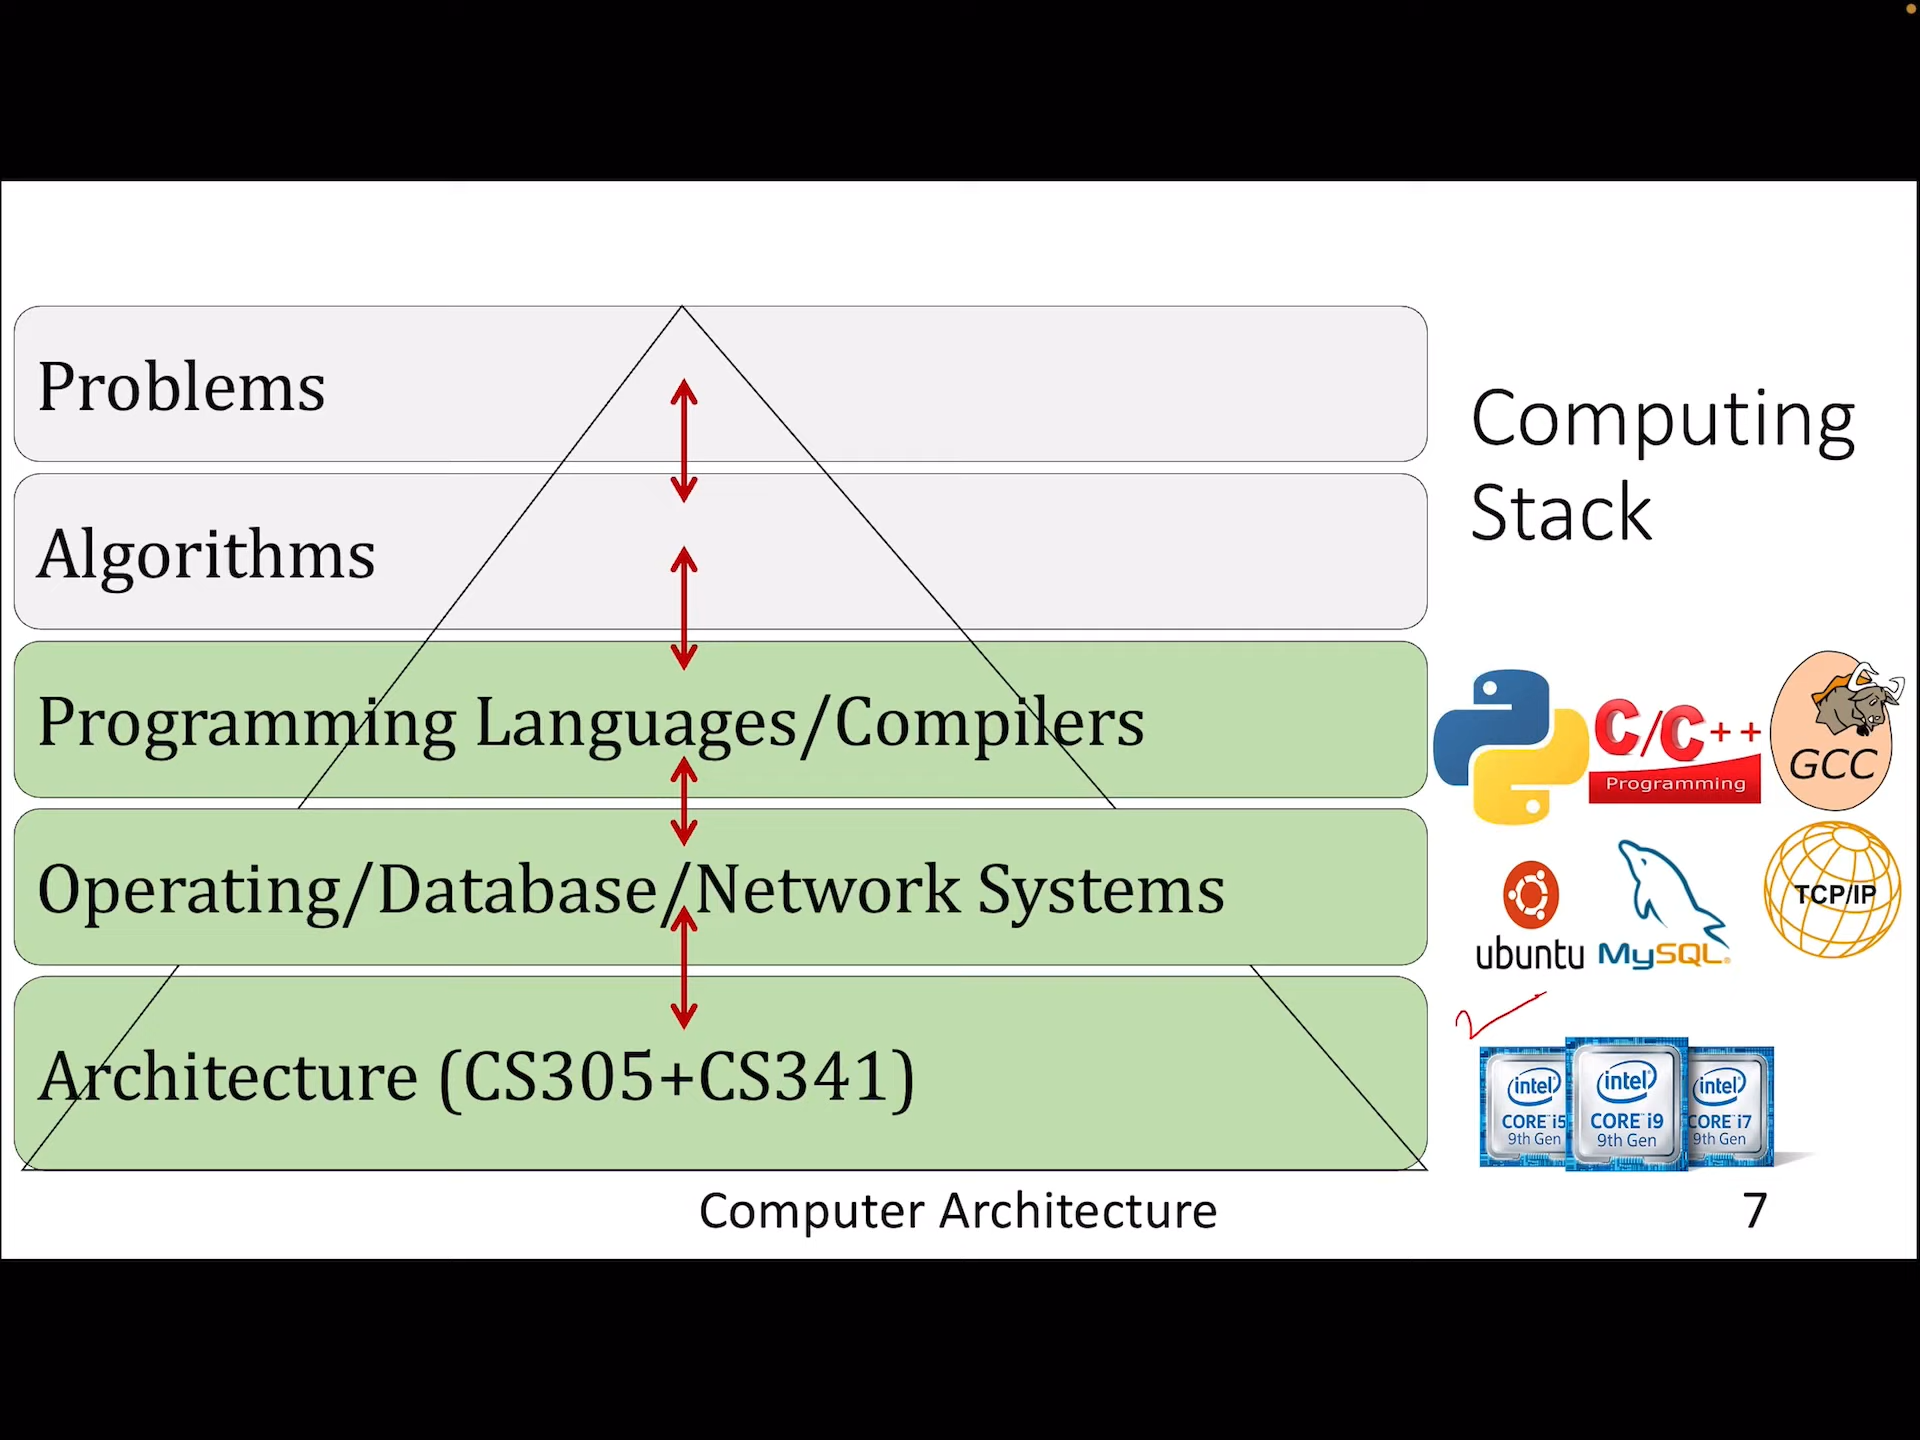 Problems
Algorithms
Programming Languages/Compilers
Operating/Database/Network Systems
Architecture (CS305+CS341)
Computing
Stack
C/C++
Programming
GCC
ubuntu
MySQL
TCP/IP
intel
CORE i5
9th Gen
intel
CORE i9
9th Gen
intel
CORE i7
9th Gen
Computer Architecture
7